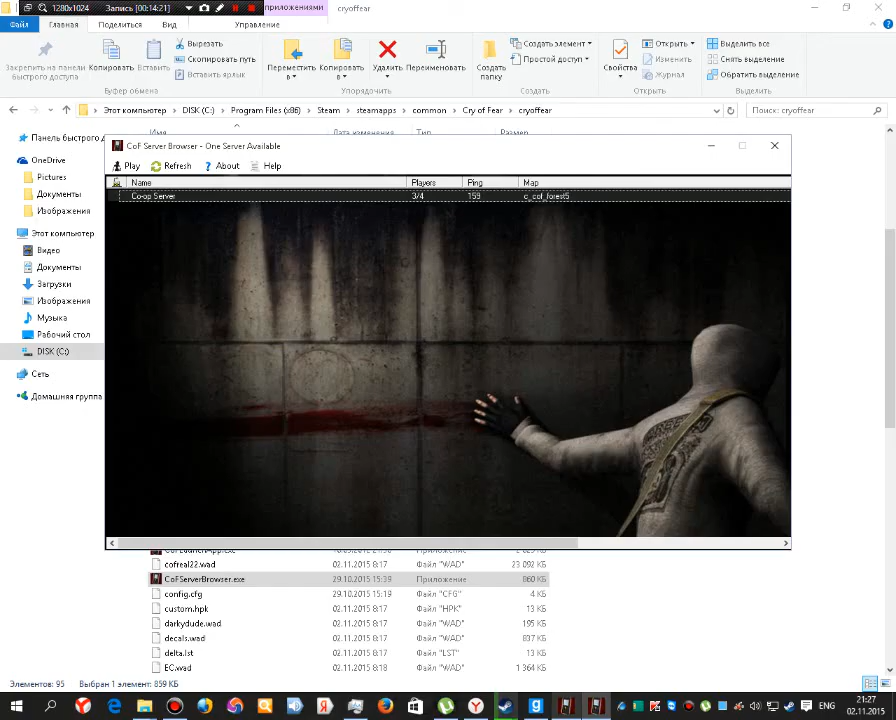 1280x1024 Запись [00:14:21] приложениями cryoffear
Файл Главная Поделиться Вид Управление
Закрепить на панели быстрого доступа
Копировать
Вставить
Вырезать
Скопировать путь
Вставить ярлык
Переместить в
Копировать в
Удалить
Переименовать
Создать папку
Создать элемент
Простой доступ
Свойства
Открыть
Изменить
Журнал
Выделить все
Снять выделение
Обратить выделение
Буфер обмена Упорядочить Создать Открыть Выделить
Этот компьютер DISK (C:) Program Files (x86) Steam steamapps common Cry of Fear cryoffear Поиск: cryoffear
Имя Дата изменения Тип Размер
Панель быстрого д
OneDrive
Pictures
Документы
Изображения
Этот компьютер
Видео
Документы
Загрузки
Изображения
Музыка
Рабочий стол
DISK (C:)
Сеть
Домашняя группа
CoF Server Browser - One Server Available
Play Refresh About Help
Name Players Ping Map
Co-op Server 3/4 159 c_cof_forest5
cofreal22.wad 02.11.2015 8:17 Файл "WAD" 23 092 КБ
CoFServerBrowser.exe 29.10.2015 15:39 Приложение 860 КБ
config.cfg 29.10.2015 15:19 Файл "CFG" 4 КБ
custom.hpk 02.11.2015 8:17 Файл "HPK" 13 КБ
darkydude.wad 02.11.2015 8:17 Файл "WAD" 195 КБ
decals.wad 02.11.2015 8:17 Файл "WAD" 837 КБ
delta.lst 02.11.2015 8:17 Файл "LST" 13 КБ
EC.wad 02.11.2015 8:18 Файл "WAD" 1 364 КБ
Элементов: 95 Выбран 1 элемент: 859 КБ
ENG 21:27
02.11.2015